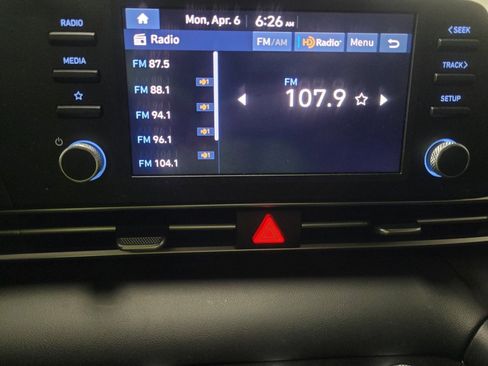 RADIO
MEDIA
Mon, Apr. 6 6:26 AM
Radio FM/AM HD Radio Menu
FM 87.5
FM 88.1
FM 94.1
FM 96.1
FM 104.1
FM
107.9
<SEEK
TRACK>
SETUP